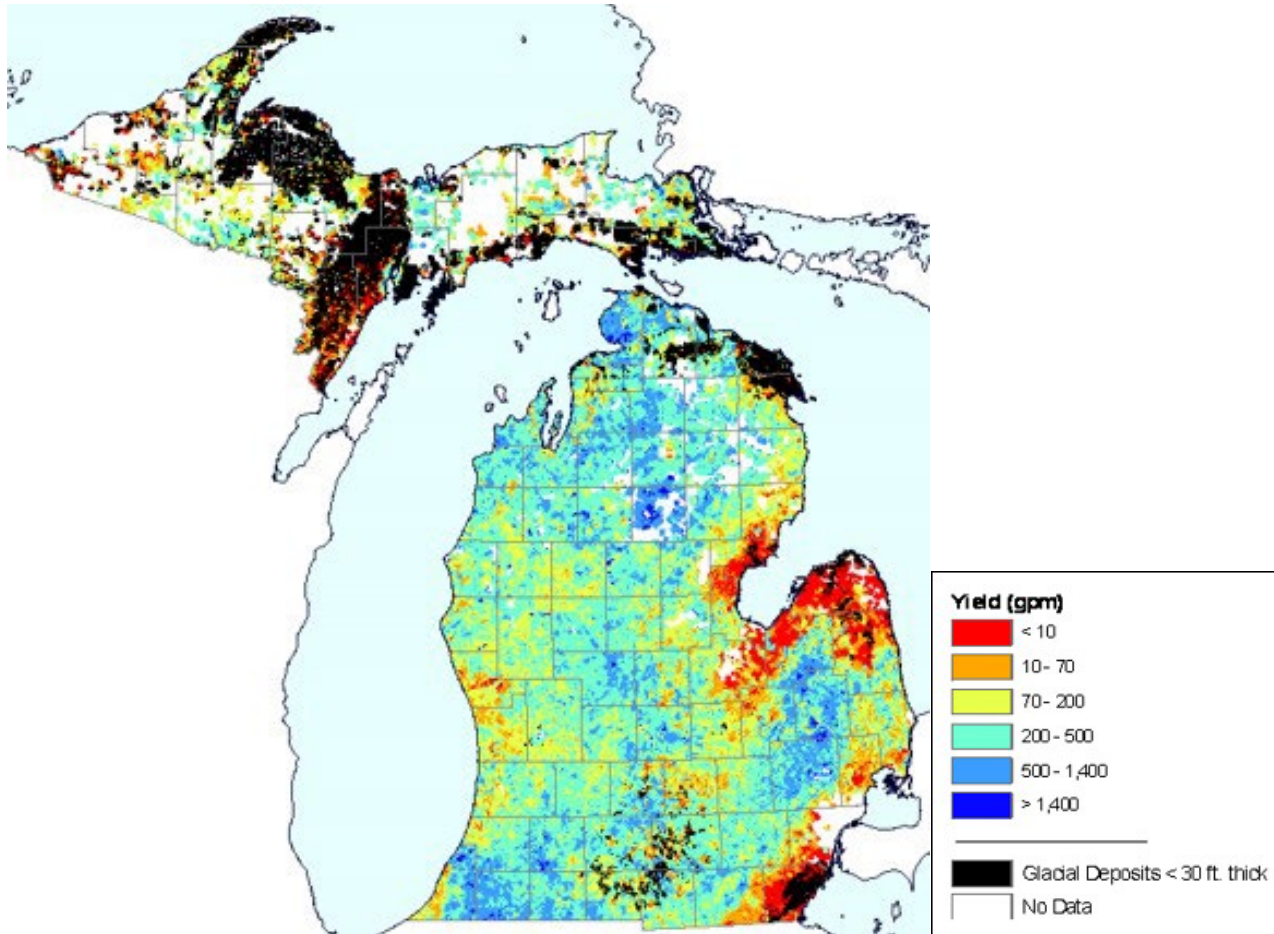 Yield (gpm)
< 10
10 - 70
70 - 200
200 - 500
500 - 1,400
> 1,400
Glacial Deposits < 30 ft. thick
No Data